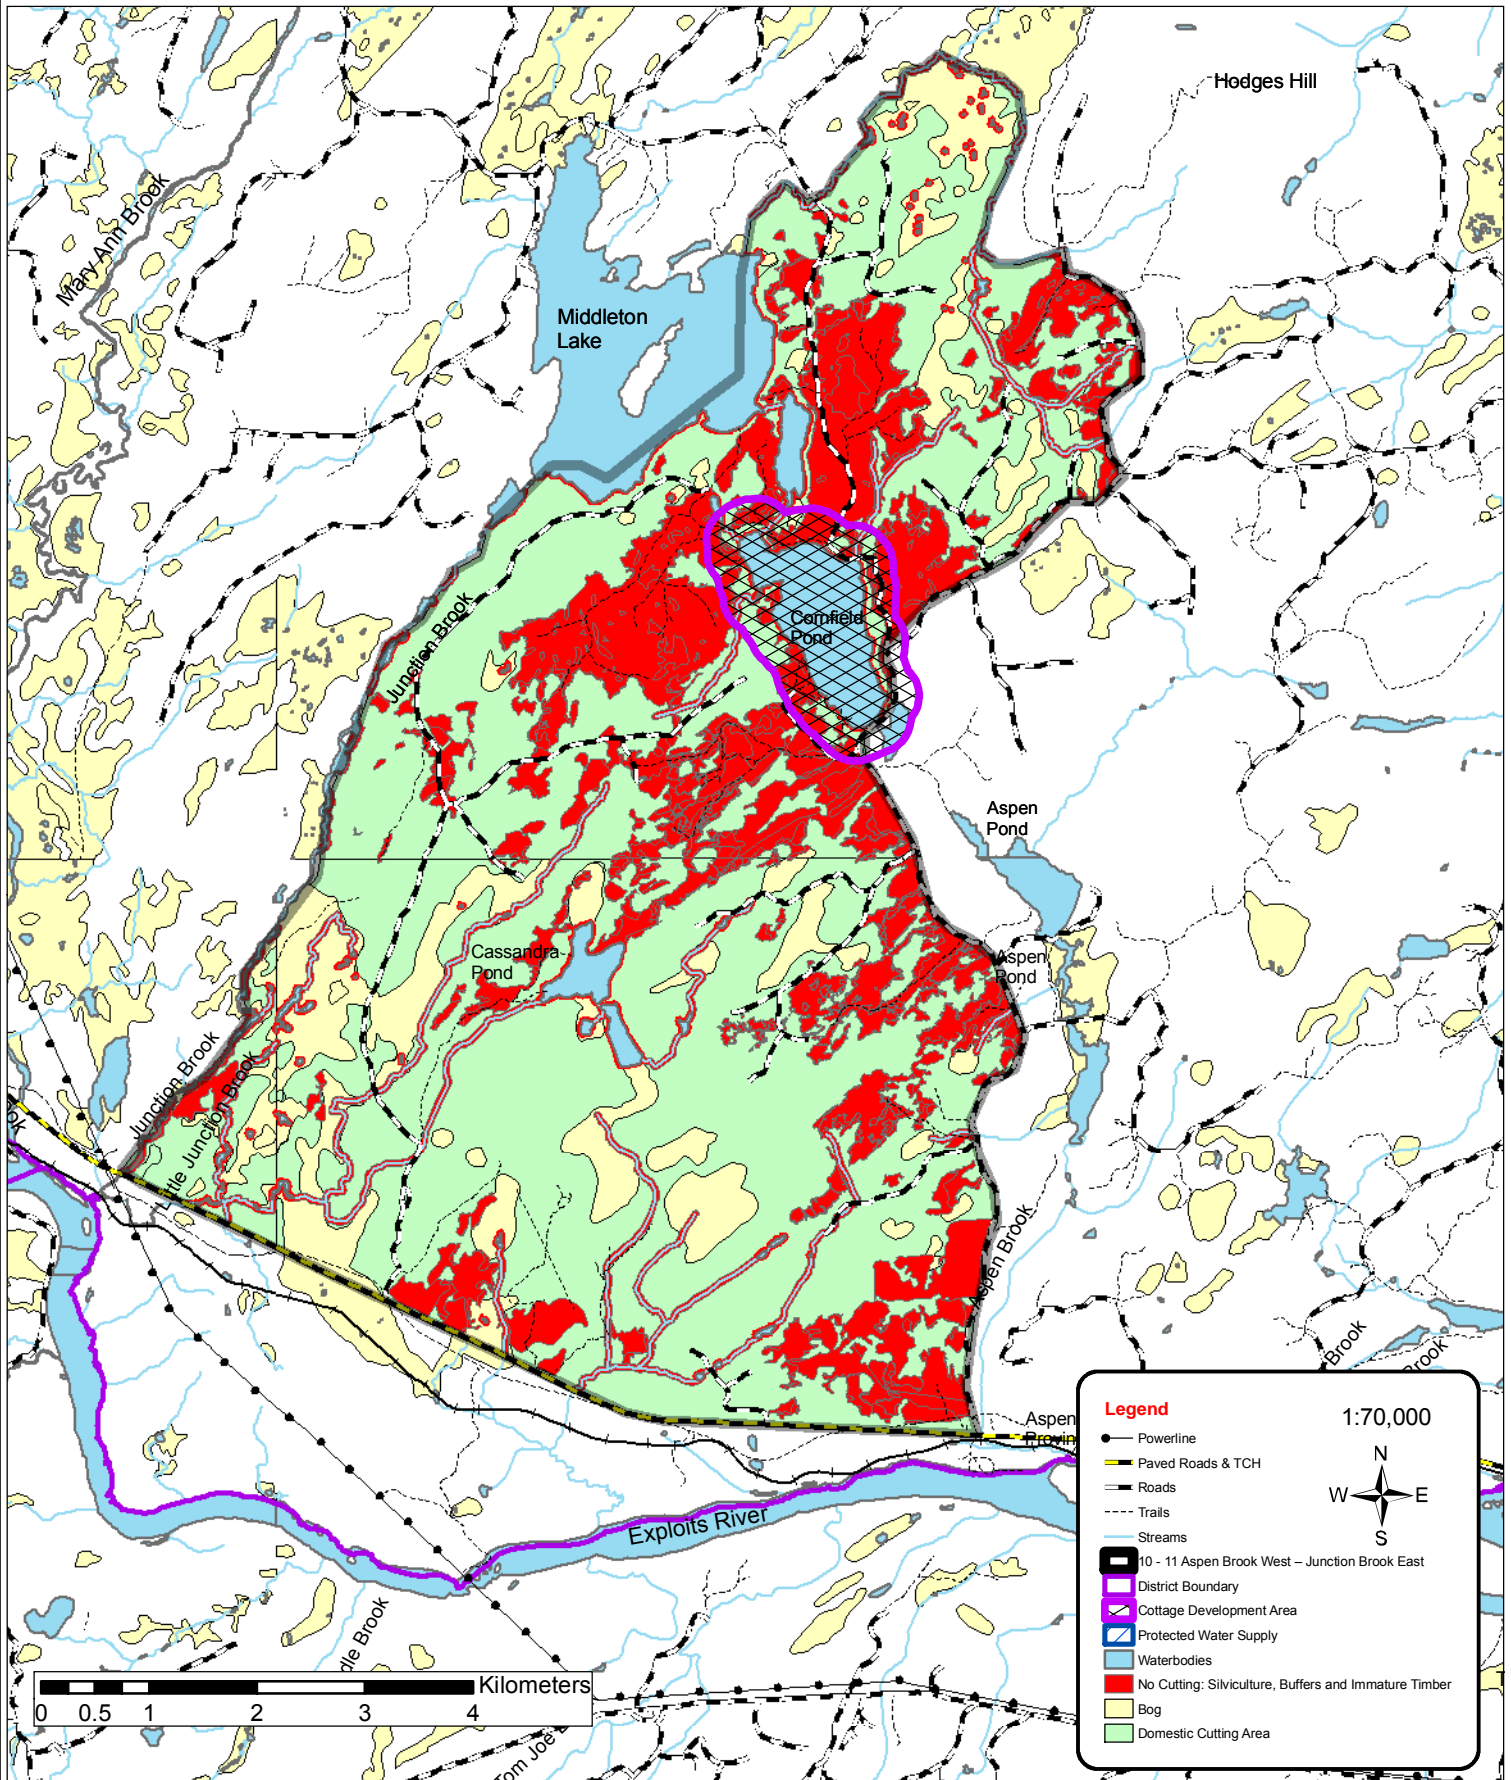 Hodges Hill
Mary Ann Brook
Middleton
Lake
Junction Brook
Cornfield
Pond
Aspen
Pond
Cassandra
Pond
Aspen
Pond
Junction Brook
Little Junction Brook
ook
Aspen Brook
Brook
Brook
Aspen
Provin
Exploits River
dle Brook
Tom Joe
Legend
1:70,000
N
W E
S
Powerline
Paved Roads & TCH
Roads
Trails
Streams
10 - 11 Aspen Brook West – Junction Brook East
District Boundary
Cottage Development Area
Protected Water Supply
Waterbodies
No Cutting: Silviculture, Buffers and Immature Timber
Bog
Domestic Cutting Area
Kilometers
0 0.5 1 2 3 4